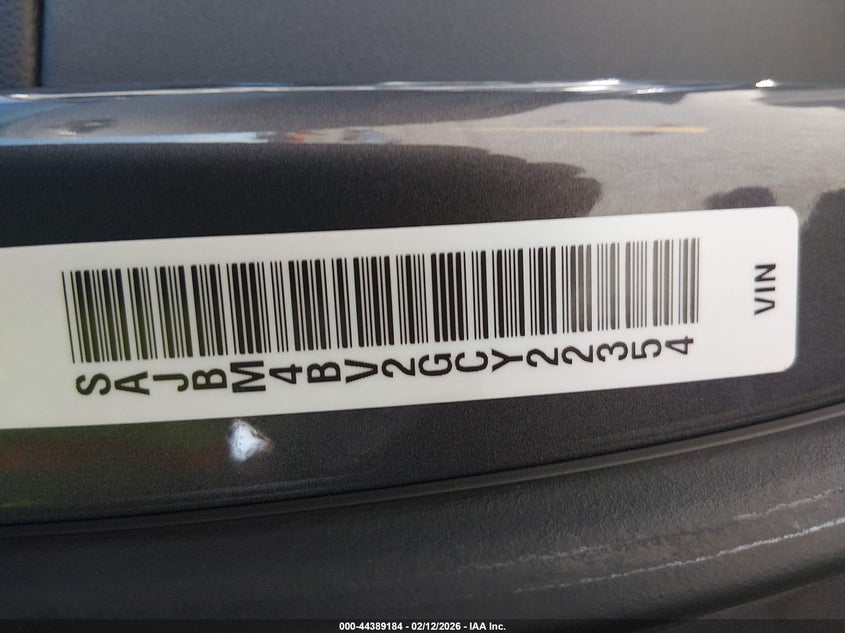 SAJBM4BV2GCY22354
VIN
000-44389184 - 02/12/2026 - IAA Inc.